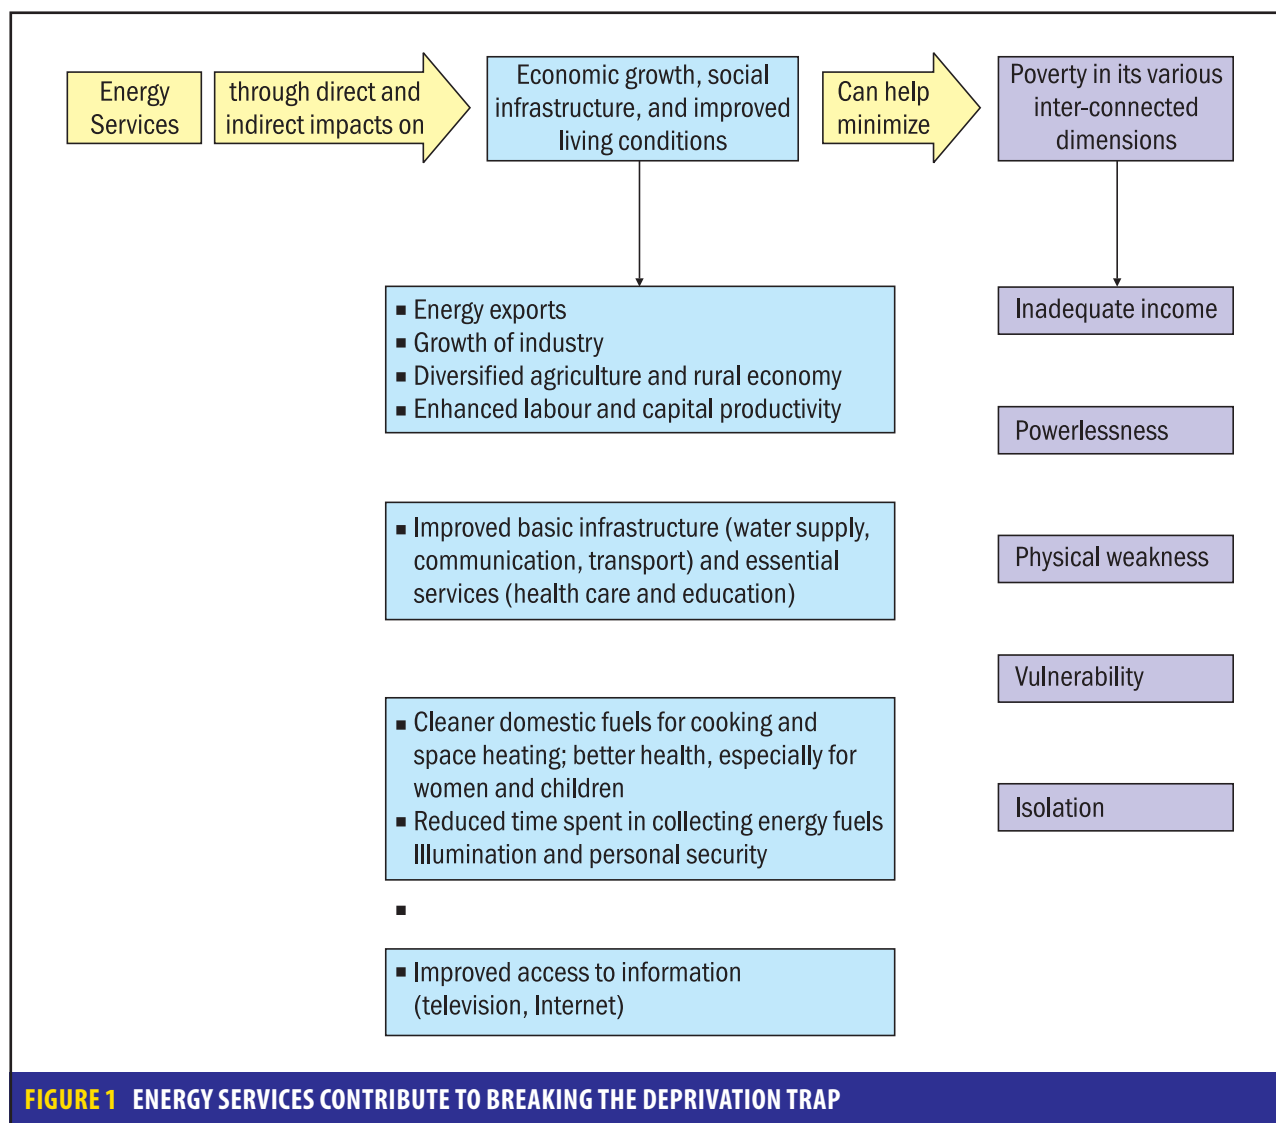 Energy
Services
through direct and
indirect impacts on
Economic growth, social
infrastructure, and improved
living conditions
Can help
minimize
Poverty in its various
inter-connected
dimensions
▪ Energy exports
▪ Growth of industry
▪ Diversified agriculture and rural economy
▪ Enhanced labour and capital productivity
▪ Improved basic infrastructure (water supply,
communication, transport) and essential
services (health care and education)
▪ Cleaner domestic fuels for cooking and
space heating; better health, especially for
women and children
▪ Reduced time spent in collecting energy fuels
Illumination and personal security
▪
▪ Improved access to information
(television, Internet)
Inadequate income
Powerlessness
Physical weakness
Vulnerability
Isolation
FIGURE 1 ENERGY SERVICES CONTRIBUTE TO BREAKING THE DEPRIVATION TRAP